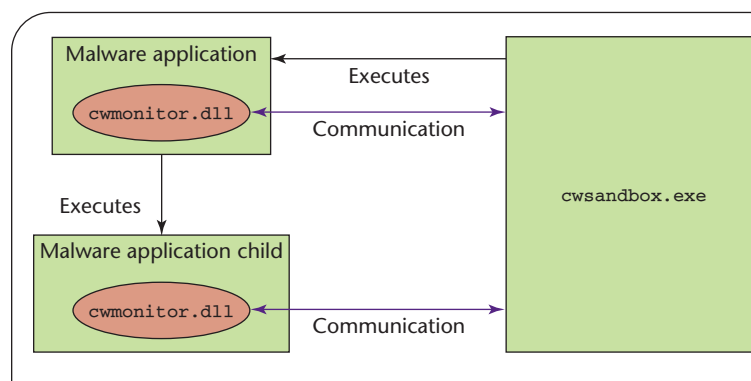 Malware application
Executes
cwmonitor.dll
Communication
cwsandbox.exe
Executes
Malware application child
cwmonitor.dll
Communication